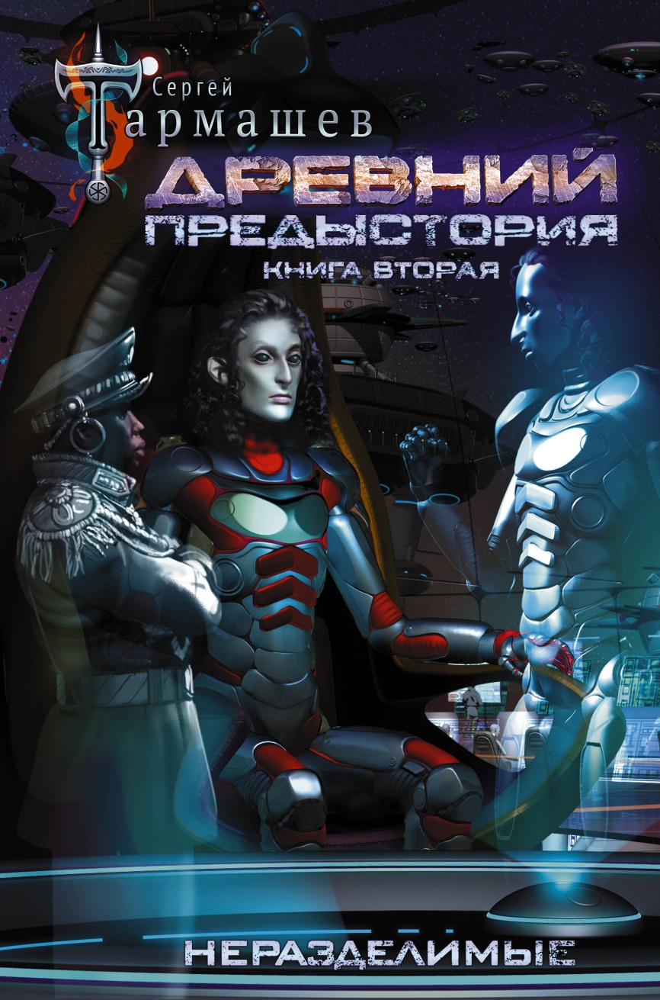 Сергей
Тармашев
ДРЕВНИЙ
ПРЕДЫСТОРИЯ
КНИГА ВТОРАЯ
НЕРАЗДЕЛИМЫЕ